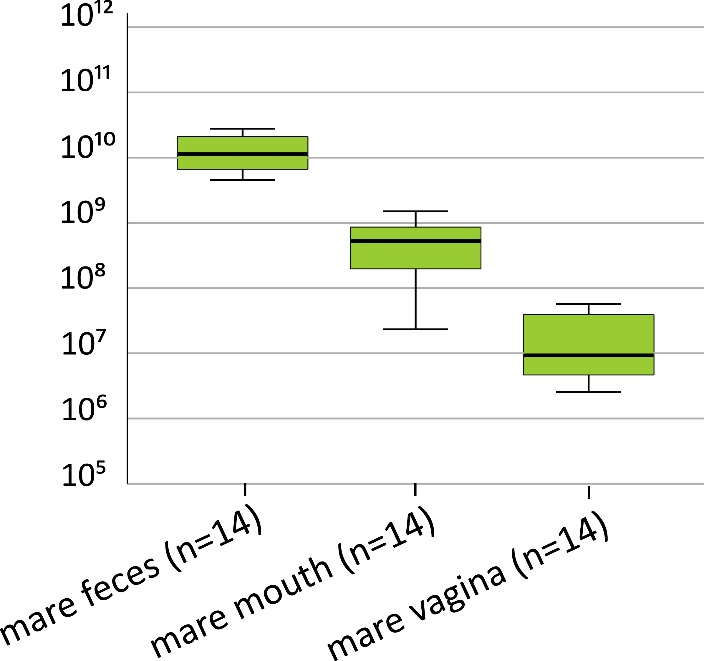 10¹²
10¹¹
10¹⁰
10⁹
10⁸
10⁷
10⁶
10⁵
mare feces (n=14)
mare mouth (n=14)
mare vagina (n=14)